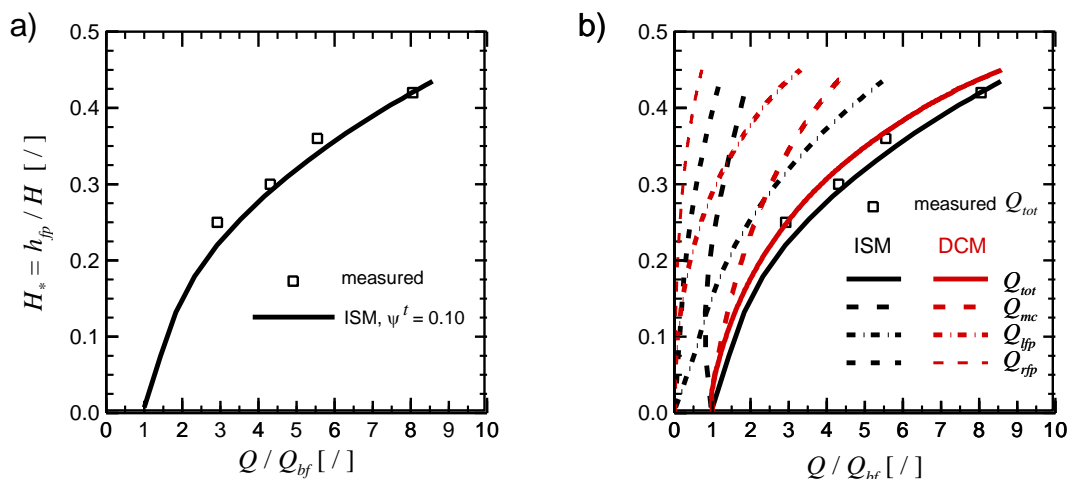 a)
0.5
0.4
0.3
0.2
0.1
0.0
H* = hfp / H [ / ]
measured
ISM, ψt = 0.10
0 1 2 3 4 5 6 7 8 9 10
Q / Qbf [ / ]
b)
0.5
0.4
0.3
0.2
0.1
0.0
measured Qtot
ISM DCM
Qtot
Qmc
Qlfp
Qrfp
0 1 2 3 4 5 6 7 8 9 10
Q / Qbf [ / ]